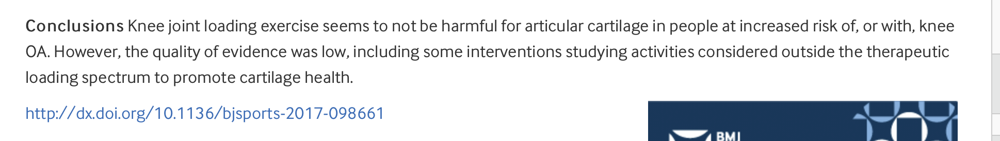 Conclusions Knee joint loading exercise seems to not be harmful for articular cartilage in people at increased risk of, or with, knee
OA. However, the quality of evidence was low, including some interventions studying activities considered outside the therapeutic
loading spectrum to promote cartilage health.
http://dx.doi.org/10.1136/bjsports-2017-098661
BMJ